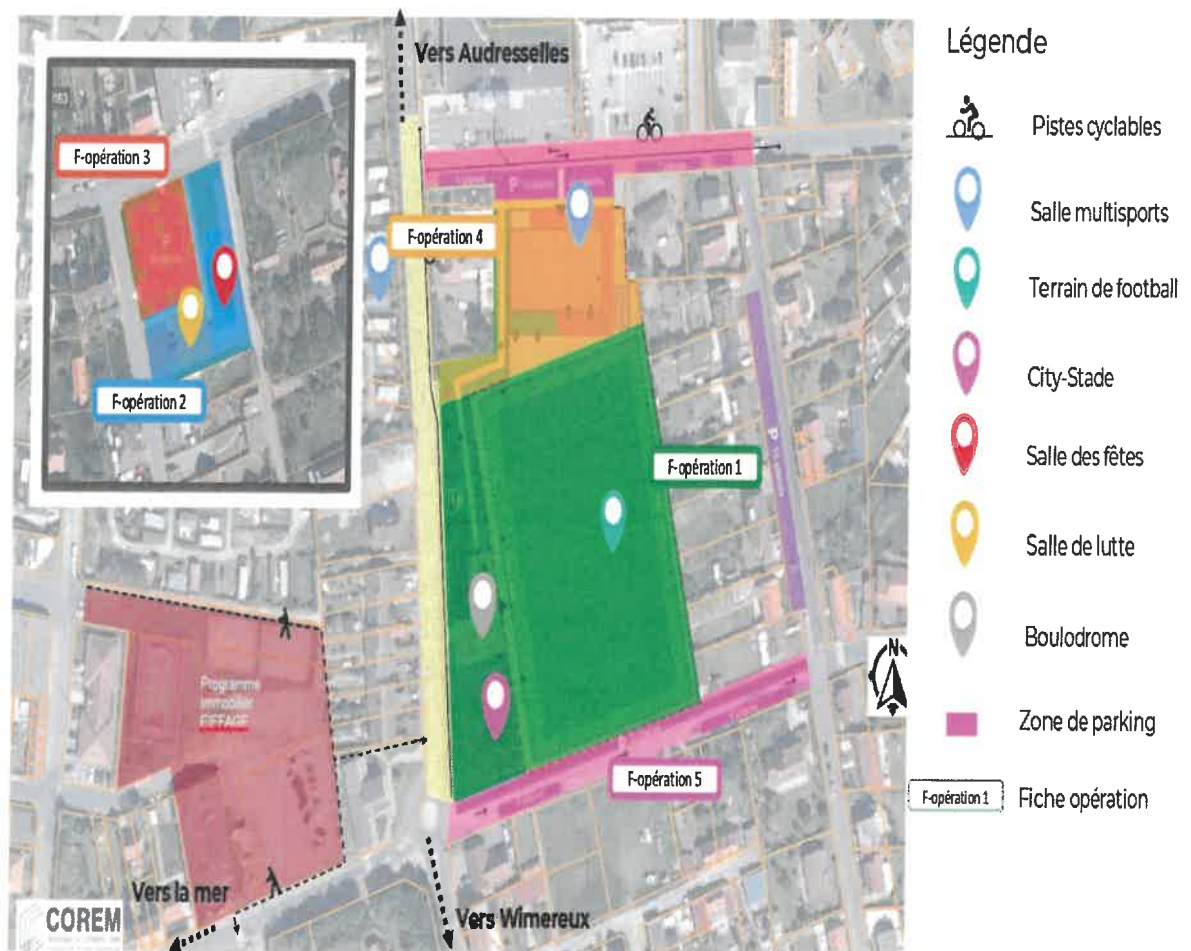 Vers Audresselles
F-opération 3
F-opération 4
F-opération 2
F-opération 1
P
Programme
immobilier
EIFFAGE
F-opération 5
Vers la mer
Vers Wimereux
COREM
N
Légende
Pistes cyclables
Salle multisports
Terrain de football
City-Stade
Salle des fêtes
Salle de lutte
Boulodrome
Zone de parking
F-opération 1
Fiche opération